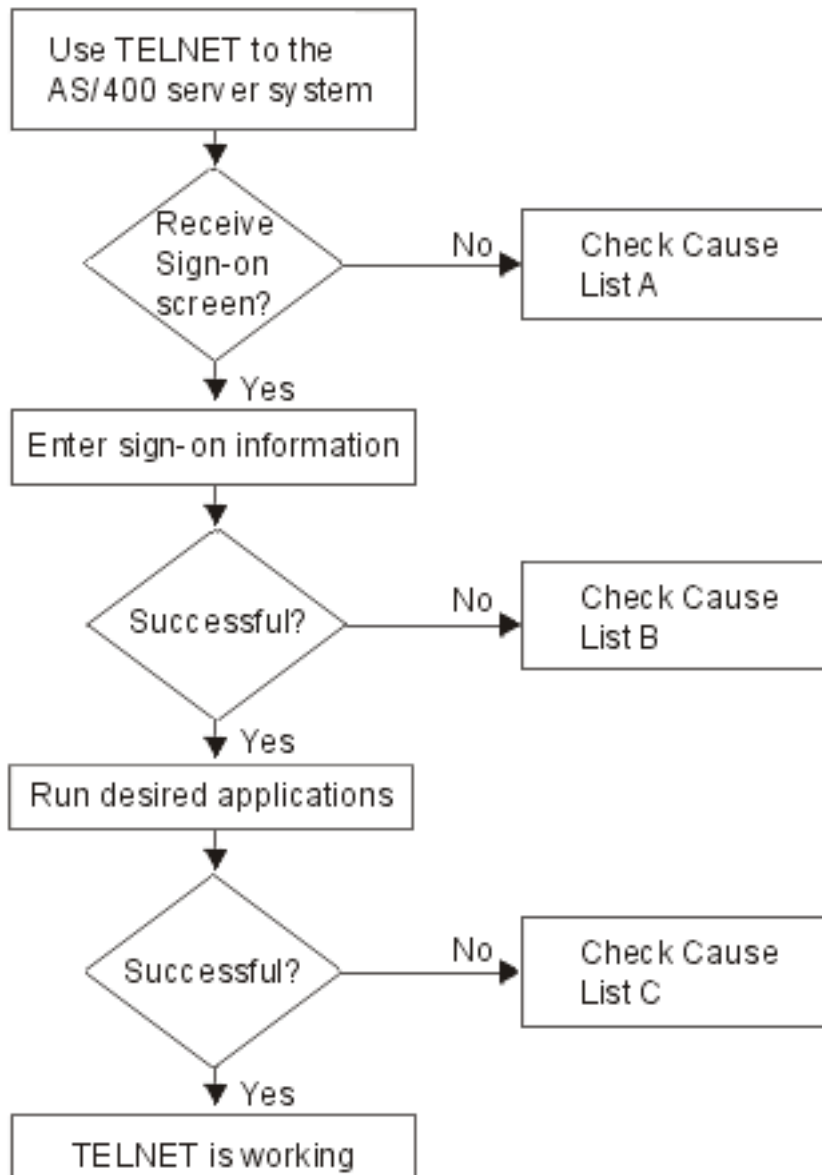 Use TELNET to the
AS/400 server system
Receive
Sign-on
screen?
No
Check Cause
List A
Yes
Enter sign-on information
Successful?
No
Check Cause
List B
Yes
Run desired applications
Successful?
No
Check Cause
List C
Yes
TELNET is working